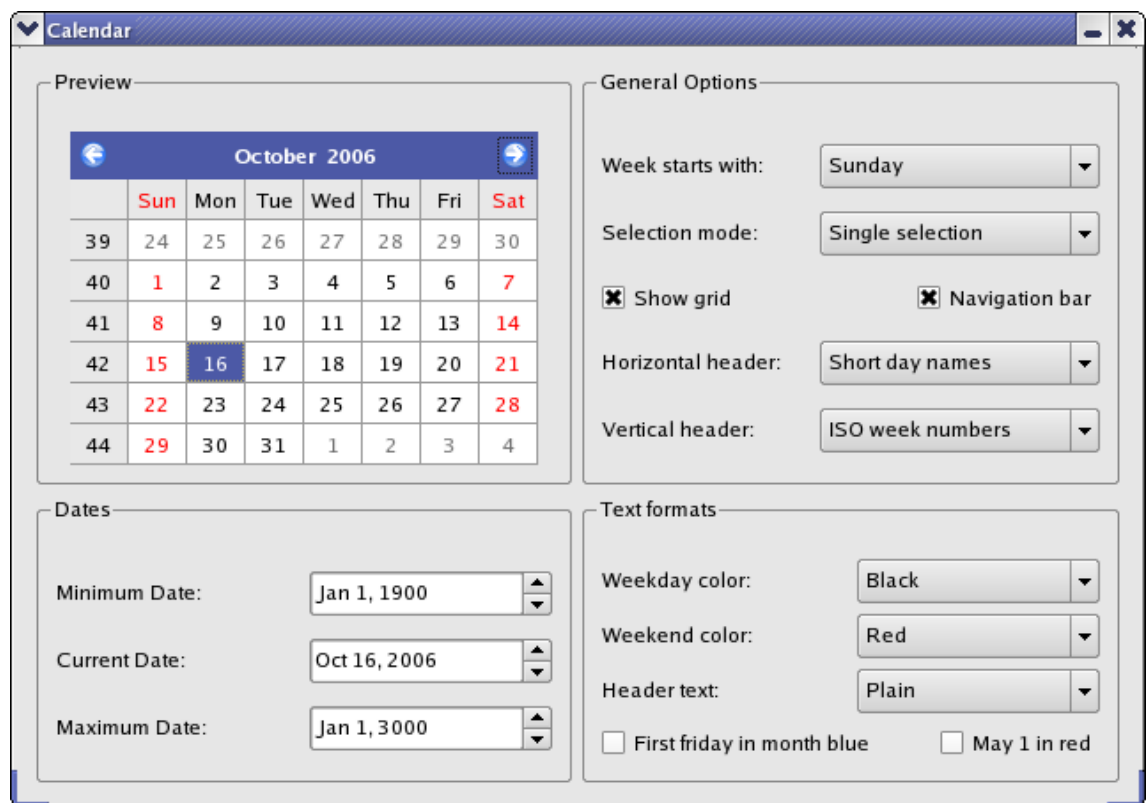 Calendar
Preview
October 2006
Sun Mon Tue Wed Thu Fri Sat
39 24 25 26 27 28 29 30
40 1 2 3 4 5 6 7
41 8 9 10 11 12 13 14
42 15 16 17 18 19 20 21
43 22 23 24 25 26 27 28
44 29 30 31 1 2 3 4
General Options
Week starts with: Sunday
Selection mode: Single selection
Show grid Navigation bar
Horizontal header: Short day names
Vertical header: ISO week numbers
Dates
Minimum Date: Jan 1, 1900
Current Date: Oct 16, 2006
Maximum Date: Jan 1, 3000
Text formats
Weekday color: Black
Weekend color: Red
Header text: Plain
First friday in month blue May 1 in red